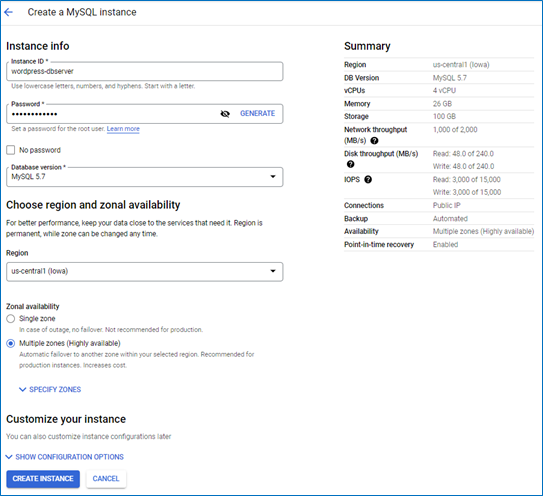 Create a MySQL instance
Instance info
Instance ID *
wordpress-dbserver
Use lowercase letters, numbers, and hyphens. Start with a letter.
Password *
••••••••••••
GENERATE
Set a password for the root user. Learn more
No password
Database version *
MySQL 5.7
Choose region and zonal availability
For better performance, keep your data close to the services that need it. Region is
permanent, while zone can be changed any time.
Region
us-central1 (Iowa)
Zonal availability
Single zone
In case of outage, no failover. Not recommended for production.
Multiple zones (Highly available)
Automatic failover to another zone within your selected region. Recommended for
production instances. Increases cost.
SPECIFY ZONES
Customize your instance
You can also customize instance configurations later
SHOW CONFIGURATION OPTIONS
CREATE INSTANCE
CANCEL
Summary
Region us-central1 (Iowa)
DB Version MySQL 5.7
vCPUs 4 vCPU
Memory 26 GB
Storage 100 GB
Network throughput 1,000 of 2,000
(MB/s) ?
Disk throughput (MB/s) Read: 48.0 of 240.0
? Write: 48.0 of 240.0
IOPS ? Read: 3,000 of 15,000
Write: 3,000 of 15,000
Connections Public IP
Backup Automated
Availability Multiple zones (Highly available)
Point-in-time recovery Enabled